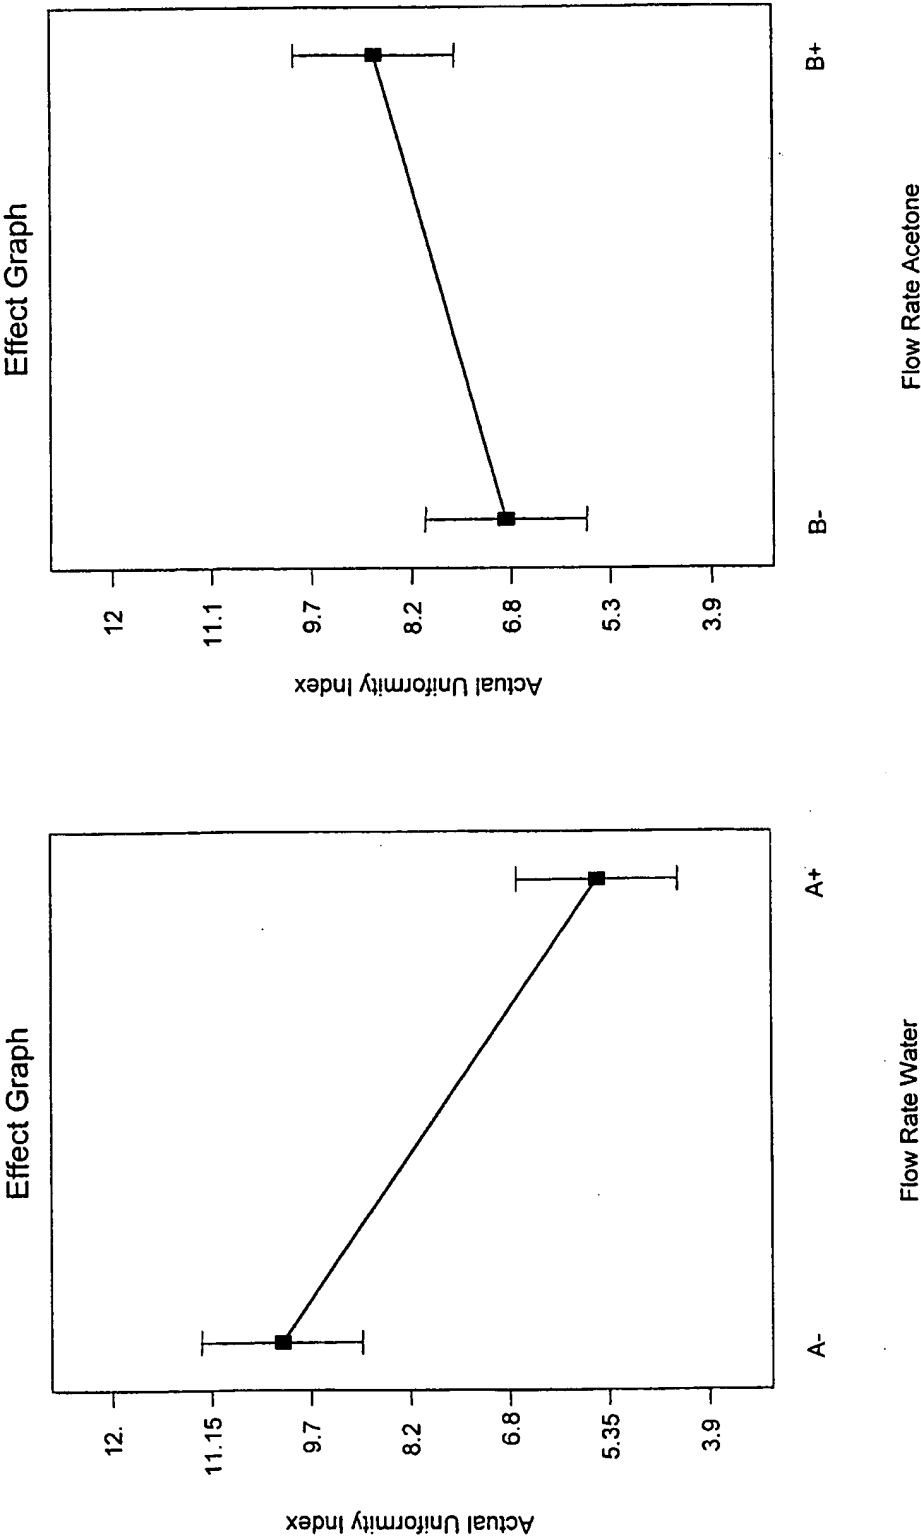 Effect Graph
Actual Uniformity Index
12.
11.15
9.7
8.2
6.8
5.35
3.9
A-
A+
Flow Rate Water
Effect Graph
Actual Uniformity Index
12
11.1
9.7
8.2
6.8
5.3
3.9
B-
B+
Flow Rate Acetone